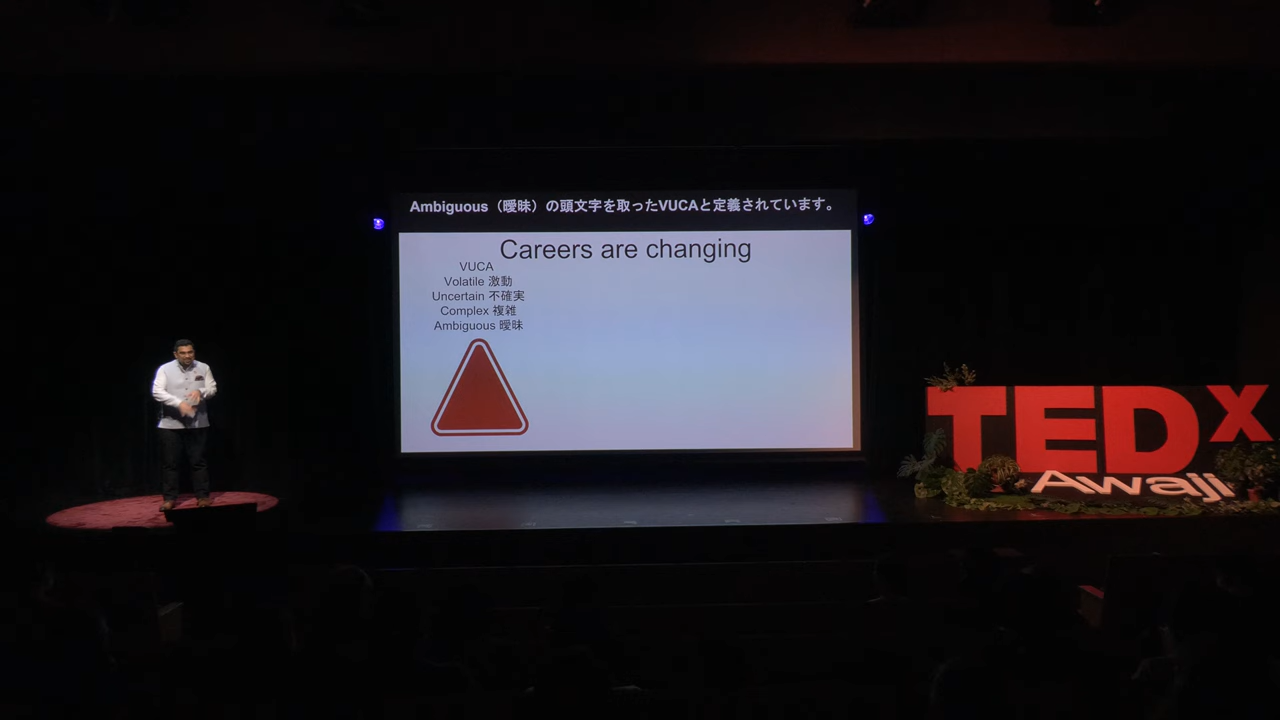 Ambiguous（曖昧）の頭文字を取ったVUCAと定義されています。
Careers are changing
VUCA
Volatile 激動
Uncertain 不確実
Complex 複雑
Ambiguous 曖昧
TEDx
Awaji